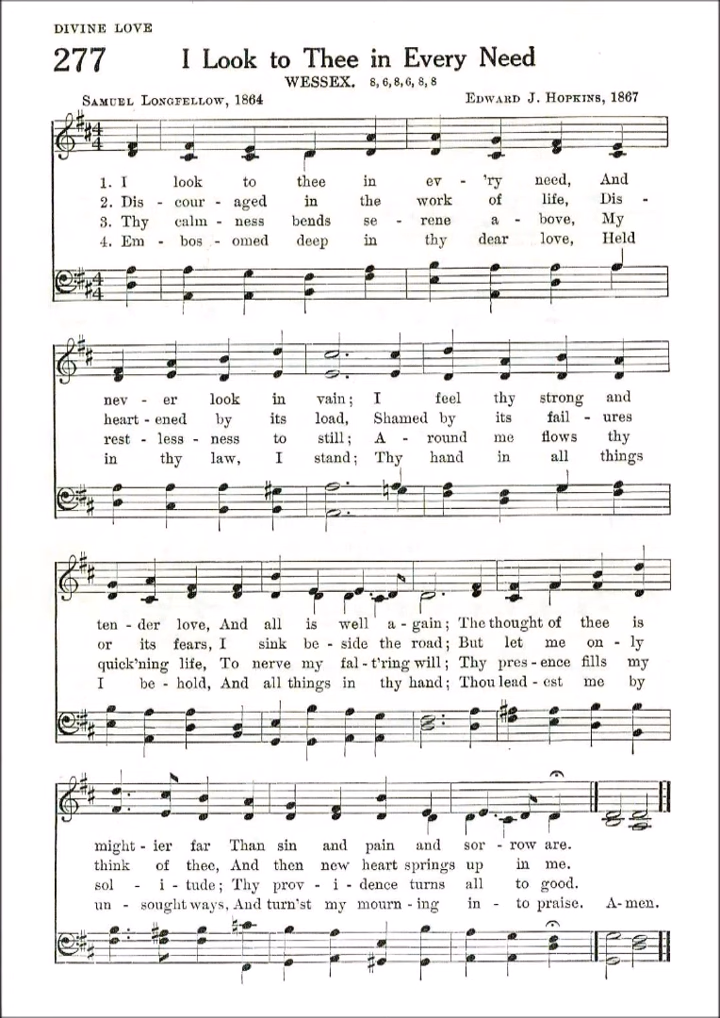 DIVINE LOVE
277 I Look to Thee in Every Need
WESSEX. 8, 6, 8, 6, 8, 8
SAMUEL LONGFELLOW, 1864 EDWARD J. HOPKINS, 1867
1. I look to thee in ev - 'ry need, And
2. Dis - cour - aged in the work of life, Dis -
3. Thy calm - ness bends se - rene a - bove, My
4. Em - bos - omed deep in thy dear love, Held
nev - er look in vain; I feel thy strong and
heart - ened by its load, Shamed by its fail - ures
rest - less - ness to still; A - round me flows thy
in thy law, I stand; Thy hand in all things
ten - der love, And all is well a - gain; The thought of thee is
or its fears, I sink be - side the road; But let me on - ly
quick'ning life, To nerve my fal - t'ring will; Thy pres - ence fills my
I be - hold, And all things in thy hand; Thou lead - est me by
might - ier far Than sin and pain and sor - row are.
think of thee, And then new heart springs up in me.
sol - i - tude; Thy prov - i - dence turns all to good.
un - sought ways, And turn'st my mourn - ing in - to praise. A - men.